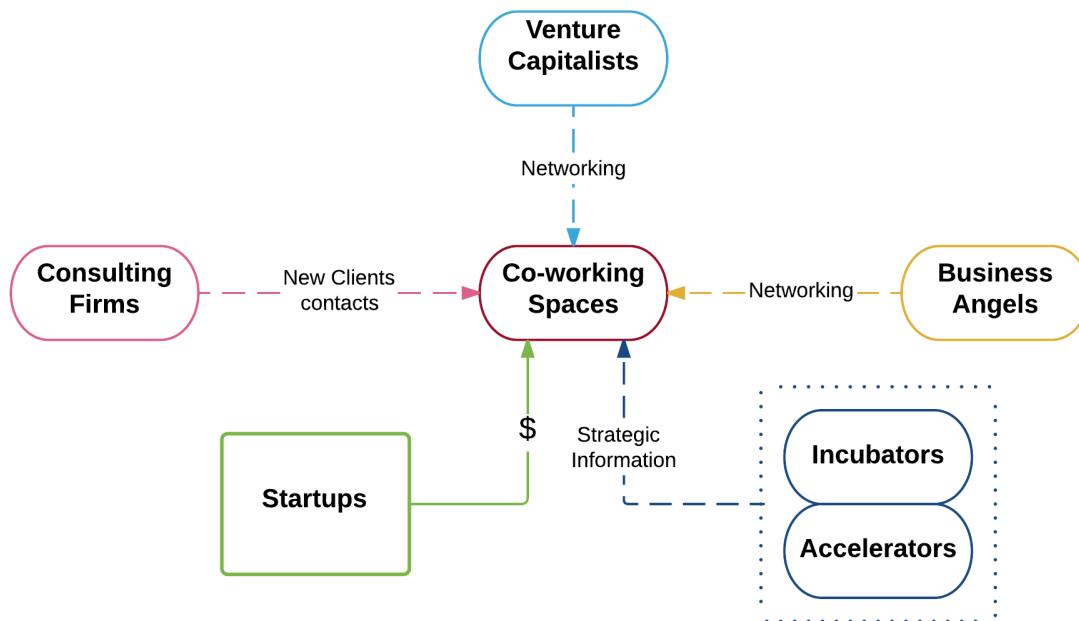 Venture
Capitalists
Networking
Consulting
Firms
New Clients
contacts
Co-working
Spaces
Networking
Business
Angels
$
Strategic
Information
Startups
Incubators
Accelerators